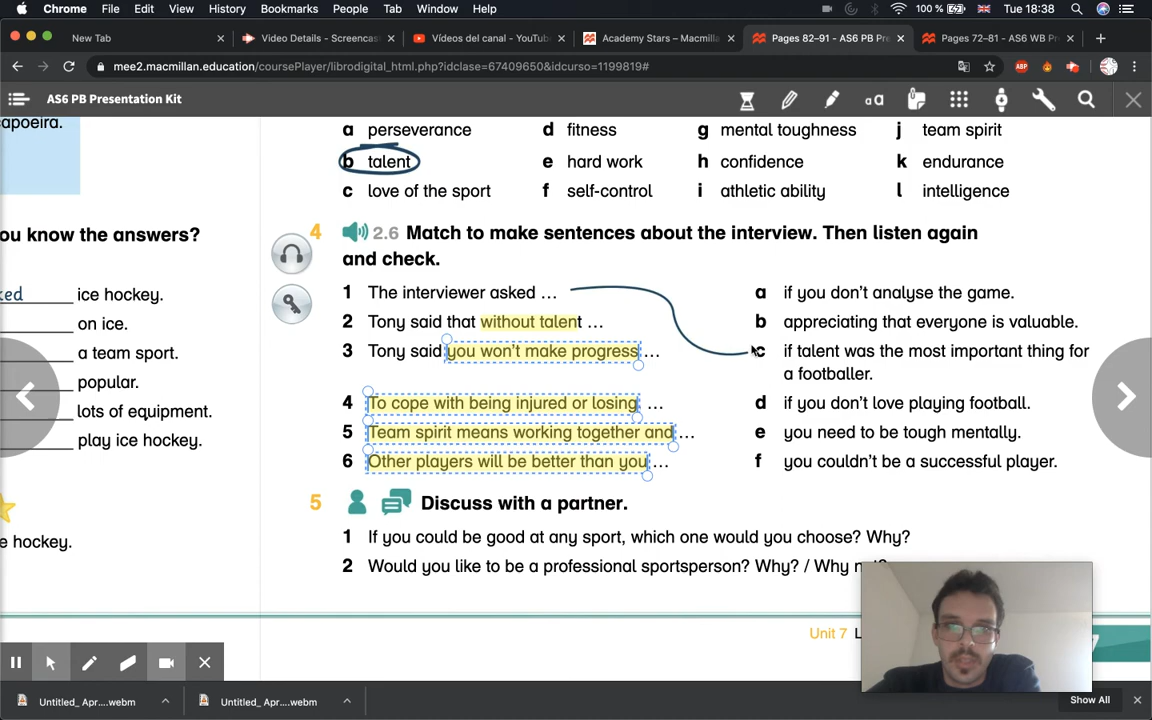 Chrome File Edit View History Bookmarks People Tab Window Help 100 % Tue 18:38
New Tab Video Details - Screencas Vídeos del canal - YouTub Academy Stars – Macmilla Pages 82–91 - AS6 PB Pre Pages 72–81 - AS6 WB Pr
mee2.macmillan.education/coursePlayer/librodigital_html.php?idclase=67409650&idcurso=1199819# ABP
AS6 PB Presentation Kit aa
capoeira.
a perseverance d fitness g mental toughness j team spirit
b talent e hard work h confidence k endurance
c love of the sport f self-control i athletic ability l intelligence
ou know the answers?
4 2.6 Match to make sentences about the interview. Then listen again
and check.
ked ice hockey.
on ice.
a team sport.
popular.
lots of equipment.
play ice hockey.
e hockey.
1 The interviewer asked …
2 Tony said that without talent …
3 Tony said you won't make progress …
4 To cope with being injured or losing …
5 Team spirit means working together and …
6 Other players will be better than you …
a if you don't analyse the game.
b appreciating that everyone is valuable.
c if talent was the most important thing for
a footballer.
d if you don't love playing football.
e you need to be tough mentally.
f you couldn't be a successful player.
5 Discuss with a partner.
1 If you could be good at any sport, which one would you choose? Why?
2 Would you like to be a professional sportsperson? Why? / Why
Unit 7
Untitled_ Apr....webm Untitled_ Apr....webm Show All